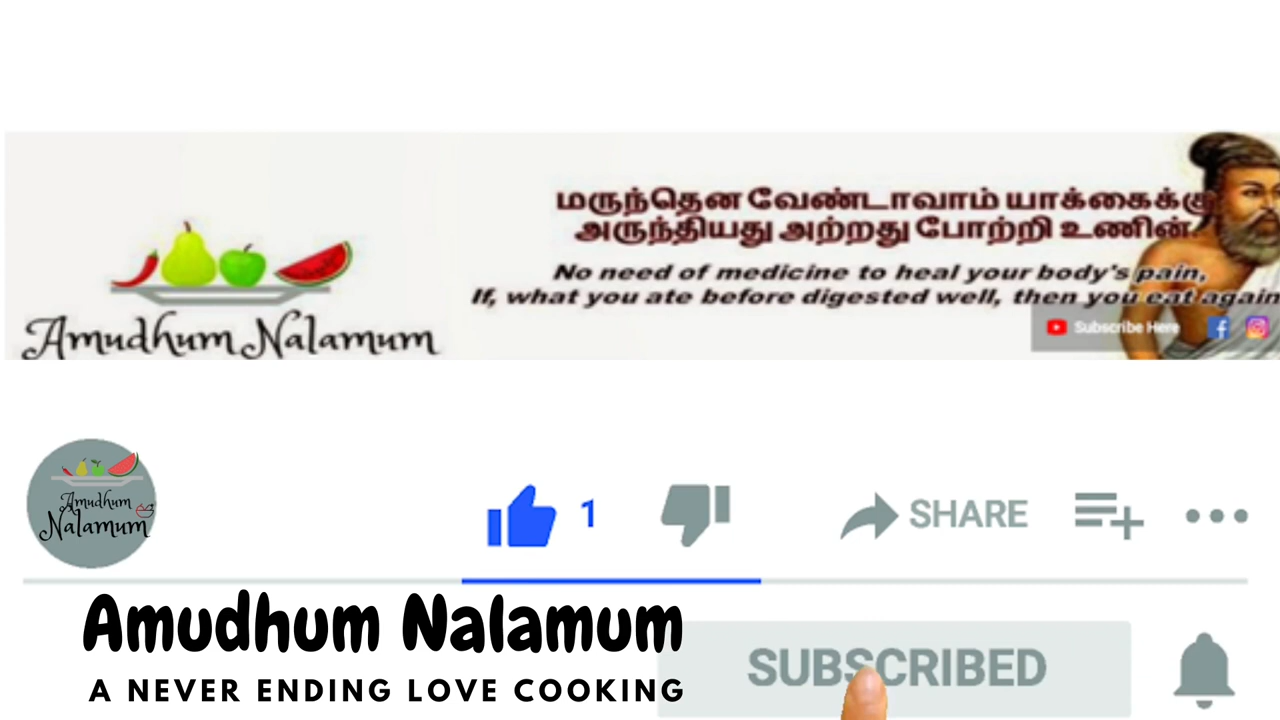 மருந்தென வேண்டாவாம் யாக்கைக்கு
அருந்தியது அற்றது போற்றி உணின்.
No need of medicine to heal your body's pain,
If, what you ate before digested well, then you eat again
Subscribe Here
Amudhum Nalamum
Amudhum
Nalamum
1
SHARE
Amudhum Nalamum
SUBSCRIBED
A NEVER ENDING LOVE COOKING